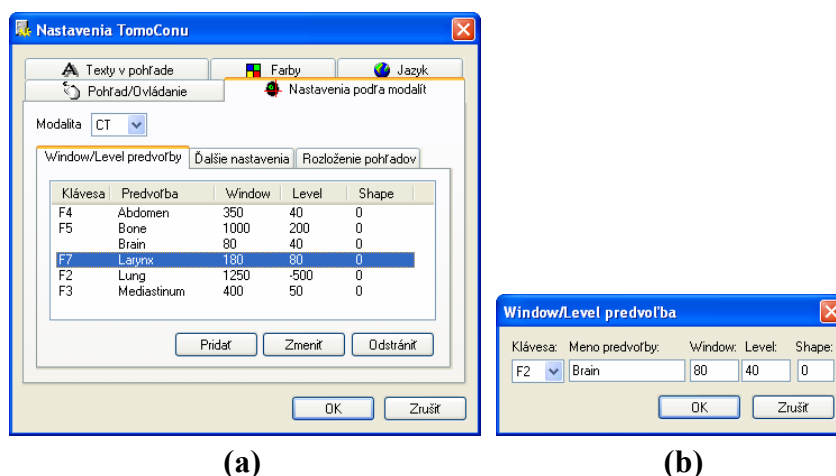 Nastavenia TomoConu
Texty v pohľade Farby Jazyk
Pohľad/Ovládanie Nastavenia podľa modalít
Modalita CT
Window/Level predvoľby Ďalšie nastavenia Rozloženie pohľadov
Klávesa Predvoľba Window Level Shape
F4 Abdomen 350 40 0
F5 Bone 1000 200 0
Brain 80 40 0
F7 Larynx 180 80 0
F2 Lung 1250 -500 0
F3 Mediastinum 400 50 0
Pridať Zmeniť Odstrániť
OK Zrušiť
(a)
Window/Level predvoľba
Klávesa: Meno predvoľby: Window: Level: Shape:
F2 Brain 80 40 0
OK Zrušiť
(b)